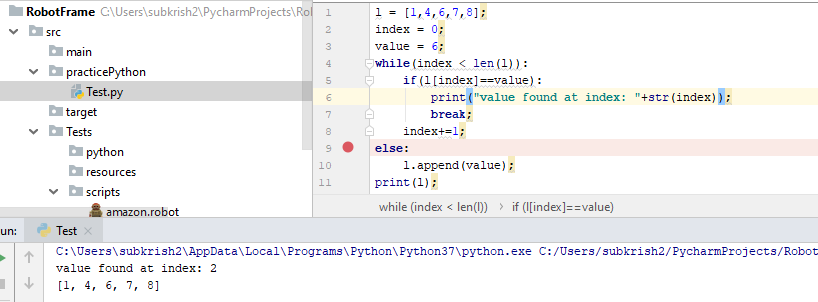 RobotFrame C:\Users\subkrish2\PycharmProjects\Ro
src
main
practicePython
Test.py
target
Tests
python
resources
scripts
amazon.robot
1 l = [1,4,6,7,8];
2 index = 0;
3 value = 6;
4 while(index < len(l)):
5 if(l[index]==value):
6 print("value found at index: "+str(index));
7 break;
8 index+=1;
9 else:
10 l.append(value);
11 print(l);
while (index < len(l)) › if (l[index]==value)
un: Test
C:\Users\subkrish2\AppData\Local\Programs\Python\Python37\python.exe C:/Users/subkrish2/PycharmProjects/Robot
value found at index: 2
[1, 4, 6, 7, 8]